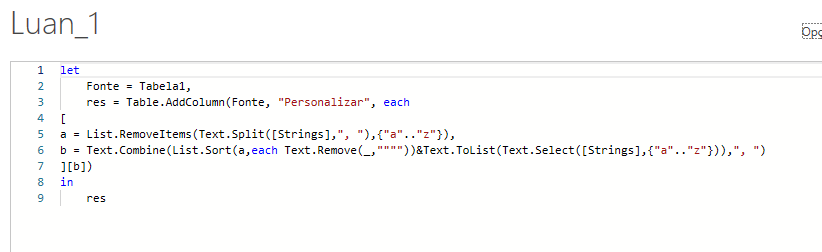 Luan_1
1 let
2 Fonte = Tabela1,
3 res = Table.AddColumn(Fonte, "Personalizar", each
4 [
5 a = List.RemoveItems(Text.Split([Strings],", "),{"a".."z"}),
6 b = Text.Combine(List.Sort(a,each Text.Remove(_,""""))&Text.ToList(Text.Select([Strings],{"a".."z"})),", ")
7 ][b])
8 in
9 res